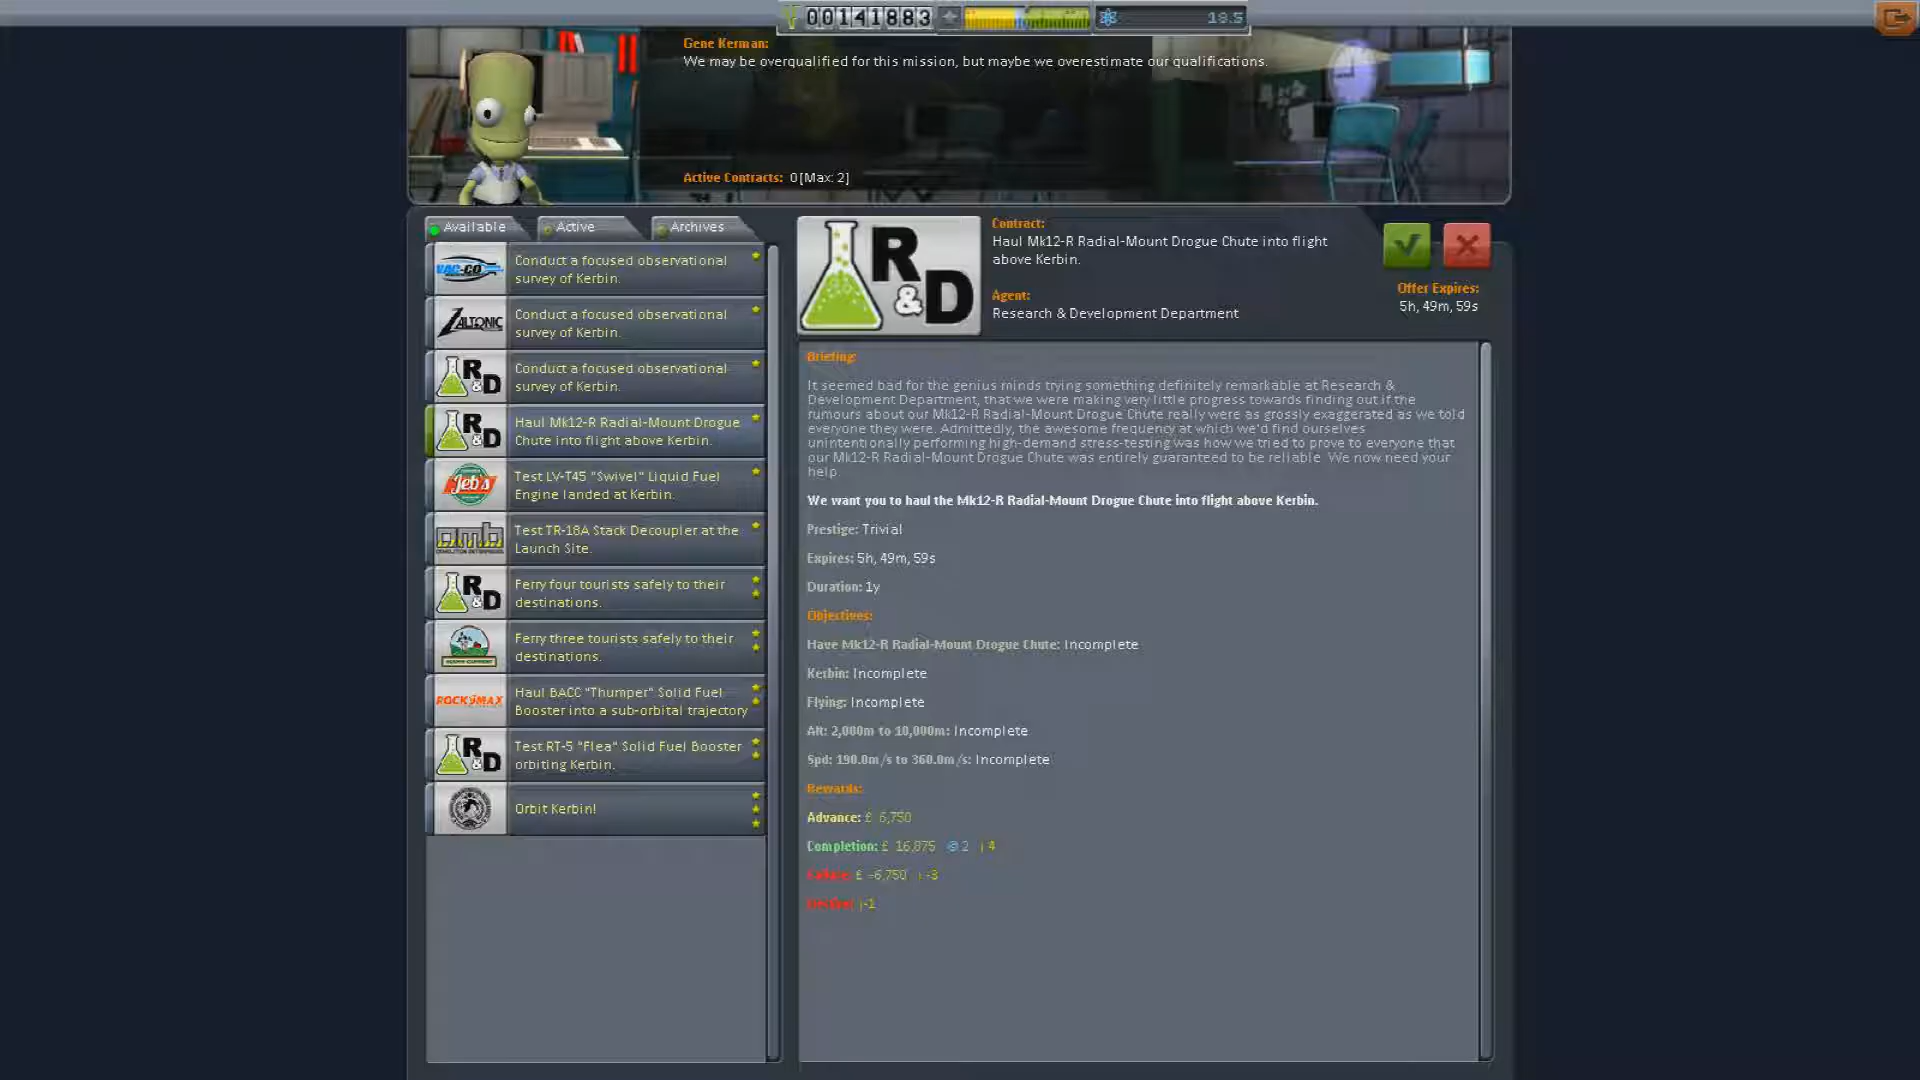 00141883
18.5
Gene Kerman:
We may be overqualified for this mission, but maybe we overestimate our qualifications.
Active Contracts: 0 [Max: 2]
Available
Active
Archives
Conduct a focused observational
survey of Kerbin.
ZALTONIC
Conduct a focused observational
survey of Kerbin.
R&D
Conduct a focused observational
survey of Kerbin.
R&D
Haul Mk12-R Radial-Mount Drogue
Chute into flight above Kerbin.
Jeb's
Test LV-T45 "Swivel" Liquid Fuel
Engine landed at Kerbin.
Test TR-18A Stack Decoupler at the
Launch Site.
R&D
Ferry four tourists safely to their
destinations.
Ferry three tourists safely to their
destinations.
ROCKOMAX
Haul BACC "Thumper" Solid Fuel
Booster into a sub-orbital trajectory
R&D
Test RT-5 "Flea" Solid Fuel Booster
orbiting Kerbin.
Orbit Kerbin!
R&D
Contract:
Haul Mk12-R Radial-Mount Drogue Chute into flight
above Kerbin.
Agent:
Research & Development Department
Offer Expires:
5h, 49m, 59s
Briefing:
It seemed bad for the genius minds trying something definitely remarkable at Research &
Development Department, that we were making very little progress towards finding out if the
rumours about our Mk12-R Radial-Mount Drogue Chute really were as grossly exaggerated as we told
everyone they were. Admittedly, the awesome frequency at which we'd find ourselves
unintentionally performing high-demand stress-testing was how we tried to prove to everyone that
our Mk12-R Radial-Mount Drogue Chute was entirely guaranteed to be reliable. We now need your
help.
We want you to haul the Mk12-R Radial-Mount Drogue Chute into flight above Kerbin.
Prestige: Trivial
Expires: 5h, 49m, 59s
Duration: 1y
Objectives:
Have Mk12-R Radial-Mount Drogue Chute: Incomplete
Kerbin: Incomplete
Flying: Incomplete
Alt: 2,000m to 10,000m: Incomplete
Spd: 190.0m/s to 360.0m/s: Incomplete
Rewards:
Advance: £ 6,750
Completion: £ 16,875 2 4
Failure: £ -6,750 -3
-1